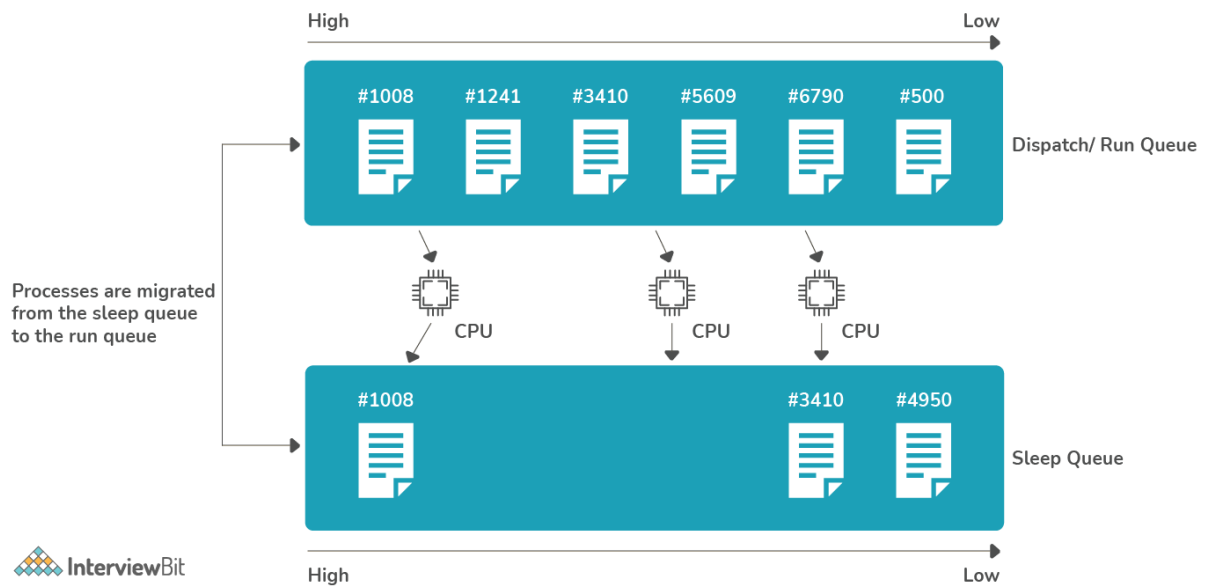 High Low
#1008 #1241 #3410 #5609 #6790 #500
Dispatch/ Run Queue
Processes are migrated
from the sleep queue
to the run queue
CPU CPU CPU
#1008 #3410 #4950
Sleep Queue
InterviewBit
High Low